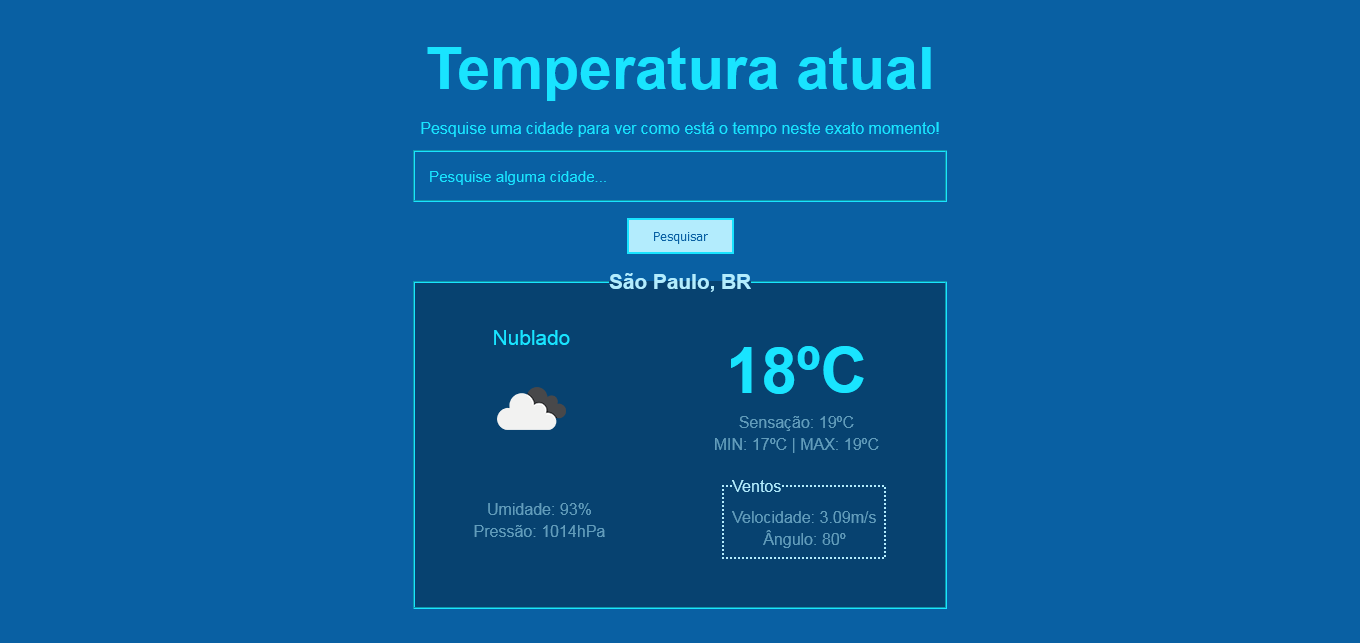 Temperatura atual
Pesquise uma cidade para ver como está o tempo neste exato momento!
Pesquise alguma cidade...
Pesquisar
São Paulo, BR
Nublado
18ºC
Sensação: 19ºC
MIN: 17ºC | MAX: 19ºC
Umidade: 93%
Pressão: 1014hPa
Ventos
Velocidade: 3.09m/s
Ângulo: 80º